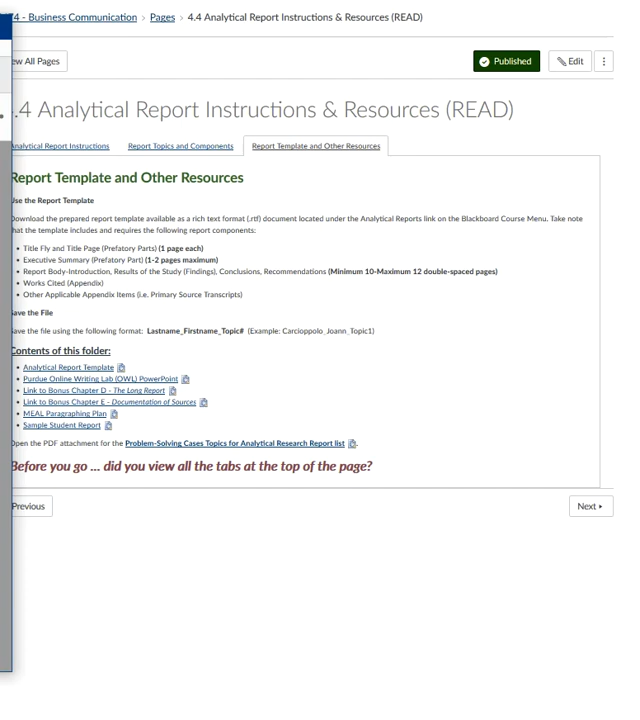 4 - Business Communication › Pages › 4.4 Analytical Report Instructions & Resources (READ)
ew All Pages
Published
Edit
.4 Analytical Report Instructions & Resources (READ)
Analytical Report Instructions Report Topics and Components Report Template and Other Resources
Report Template and Other Resources
Use the Report Template
Download the prepared report template available as a rich text format (.rtf) document located under the Analytical Reports link on the Blackboard Course Menu. Take note
that the template includes and requires the following report components:
• Title Fly and Title Page (Prefatory Parts) (1 page each)
• Executive Summary (Prefatory Part) (1-2 pages maximum)
• Report Body-Introduction, Results of the Study (Findings), Conclusions, Recommendations (Minimum 10-Maximum 12 double-spaced pages)
• Works Cited (Appendix)
• Other Applicable Appendix Items (i.e. Primary Source Transcripts)
Save the File
Save the file using the following format: Lastname_Firstname_Topic# (Example: Carcioppolo_Joann_Topic1)
Contents of this folder:
• Analytical Report Template
• Purdue Online Writing Lab (OWL) PowerPoint
• Link to Bonus Chapter D - The Long Report
• Link to Bonus Chapter E - Documentation of Sources
• MEAL Paragraphing Plan
• Sample Student Report
Open the PDF attachment for the Problem-Solving Cases Topics for Analytical Research Report list.
Before you go ... did you view all the tabs at the top of the page?
Previous
Next ▸